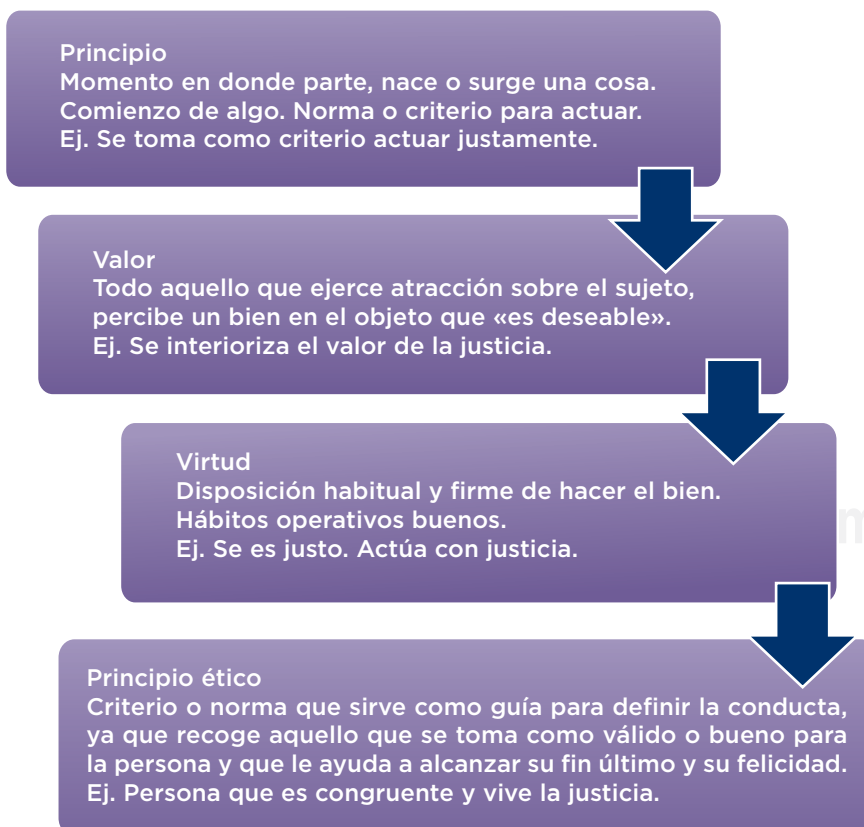 Principio
Momento en donde parte, nace o surge una cosa.
Comienzo de algo. Norma o criterio para actuar.
Ej. Se toma como criterio actuar justamente.
Valor
Todo aquello que ejerce atracción sobre el sujeto,
percibe un bien en el objeto que «es deseable».
Ej. Se interioriza el valor de la justicia.
Virtud
Disposición habitual y firme de hacer el bien.
Hábitos operativos buenos.
Ej. Se es justo. Actúa con justicia.
Principio ético
Criterio o norma que sirve como guía para definir la conducta,
ya que recoge aquello que se toma como válido o bueno para
la persona y que le ayuda a alcanzar su fin último y su felicidad.
Ej. Persona que es congruente y vive la justicia.